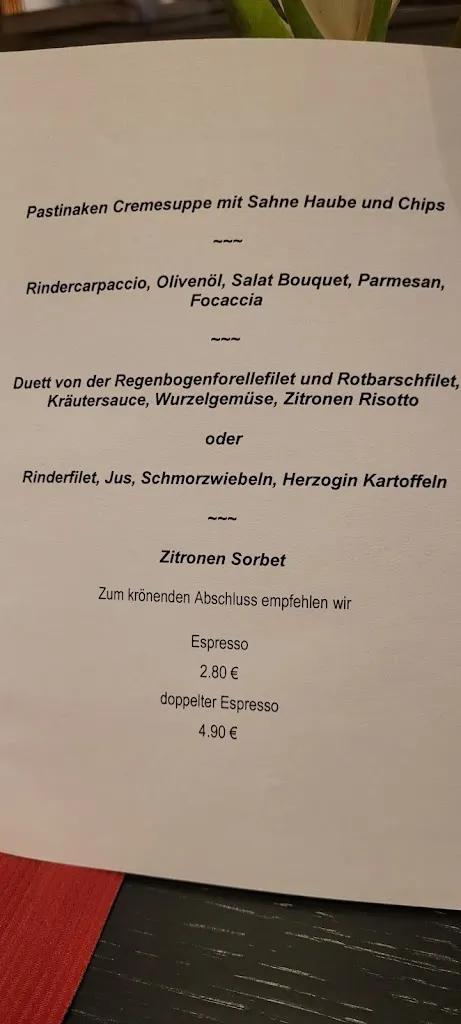 Pastinaken Cremesuppe mit Sahne Haube und Chips
~~~
Rindercarpaccio, Olivenöl, Salat Bouquet, Parmesan,
Focaccia
~~~
Duett von der Regenbogenforellefilet und Rotbarschfilet,
Kräutersauce, Wurzelgemüse, Zitronen Risotto
oder
Rinderfilet, Jus, Schmorzwiebeln, Herzogin Kartoffeln
~~~
Zitronen Sorbet
Zum krönenden Abschluss empfehlen wir
Espresso
2.80 €
doppelter Espresso
4.90 €